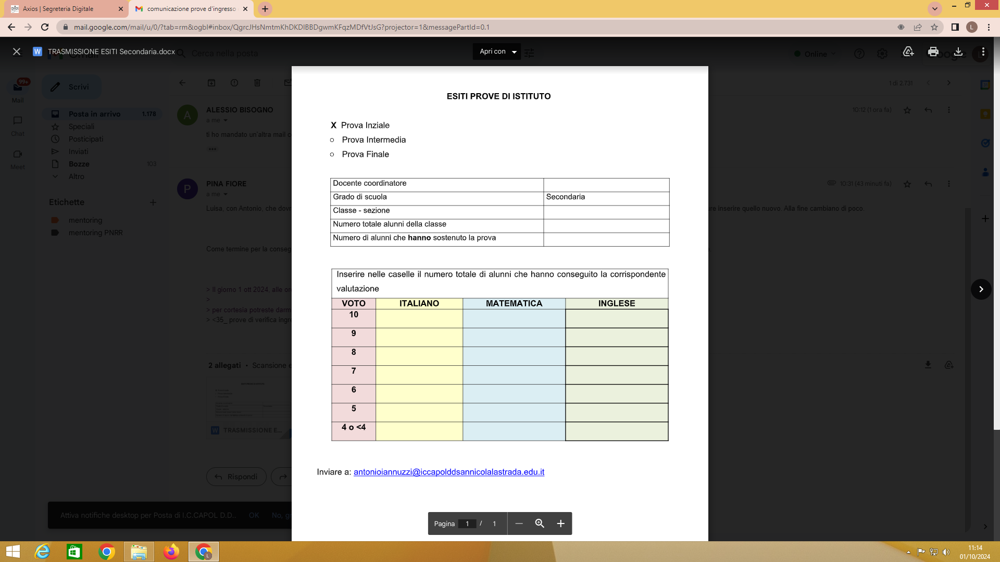 Axios | Segreteria Digitale
comunicazione prove d'ingresso
mail.google.com/mail/u/0/?tab=rm&ogbl#inbox/QgrcJHsNmtmKhDKDlBBDgwmKFqzMDfVtJsG?projector=1&messagePartId=0.1
L
W TRASMISSIONE ESITI Secondaria.docx
Cerca nella posta
Apri con
Online
99+
Mail
Chat
Meet
Scrivi
Posta in arrivo 1.178
Speciali
Posticipati
Inviati
Bozze 103
Altro
Etichette
mentoring
mentoring PNRR
1 di 2.731
A
ALESSIO BISOGNO
a me
10:12 (1 ora fa)
ti ho mandato un'altra mail
P
PINA FIORE
a me
10:31 (43 minuti fa)
Luisa, con Antonio, che
inserire quello nuovo. Alla fine cambiano di poco.
Come termine per la
> Il giorno 1 ott 2024, alle
>
> per cortesia potreste
> <35_ prove di verifica
2 allegati • Scansione
W TRASMISSIONE E...
Rispondi
Attiva notifiche desktop per Posta di I.C.CAPOL D.D.. OK No,
ESITI PROVE DI ISTITUTO
X Prova Inziale
o Prova Intermedia
o Prova Finale
Docente coordinatore
Grado di scuola Secondaria
Classe - sezione
Numero totale alunni della classe
Numero di alunni che hanno sostenuto la prova
Inserire nelle caselle il numero totale di alunni che hanno conseguito la corrispondente
valutazione
VOTO ITALIANO MATEMATICA INGLESE
10
9
8
7
6
5
4 o <4
Inviare a: antonioiannuzzi@iccapolddsannicolalastrada.edu.it
Pagina 1 / 1
L
11:14
01/10/2024